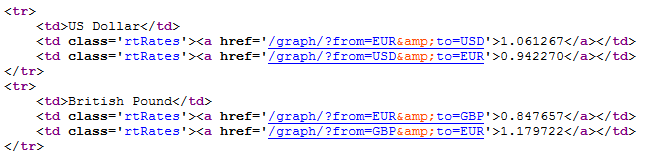 <tr>
    <td>US Dollar</td>
    <td class='rtRates'><a href='/graph/?from=EUR&amp;to=USD'>1.061267</a></td>
    <td class='rtRates'><a href='/graph/?from=USD&amp;to=EUR'>0.942270</a></td>
</tr>
<tr>
    <td>British Pound</td>
    <td class='rtRates'><a href='/graph/?from=EUR&amp;to=GBP'>0.847657</a></td>
    <td class='rtRates'><a href='/graph/?from=GBP&amp;to=EUR'>1.179722</a></td>
</tr>